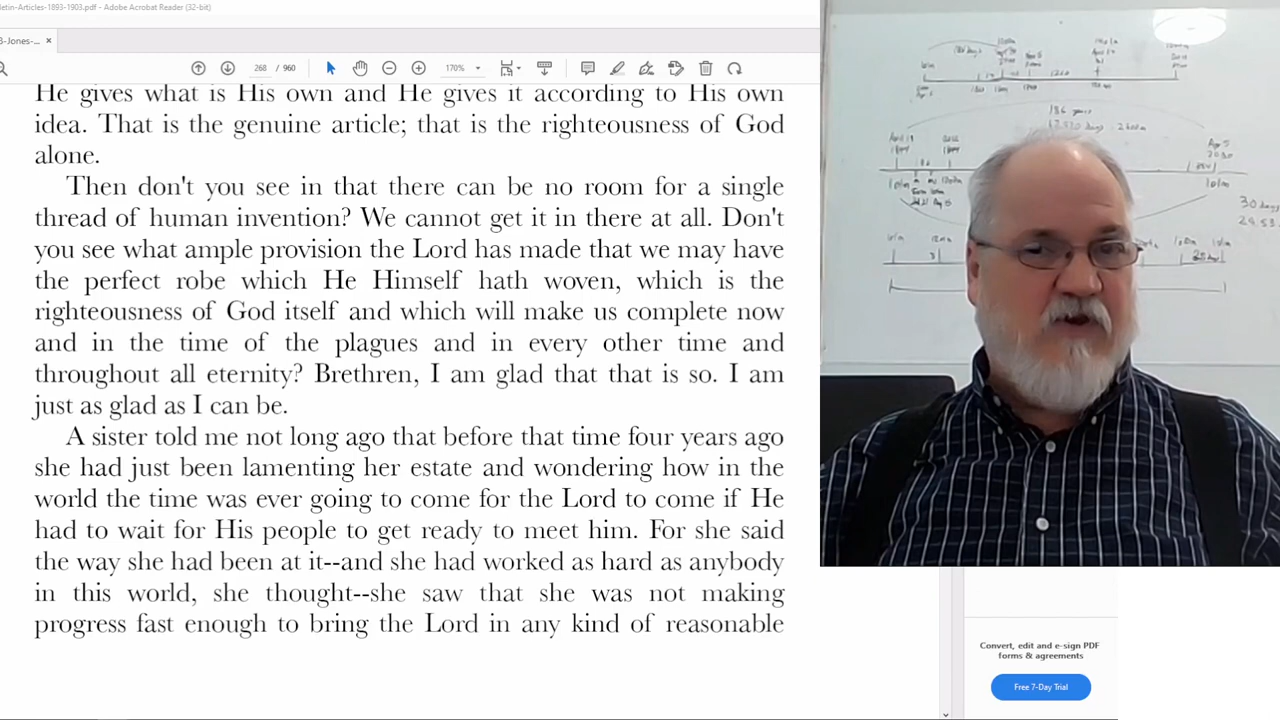 letin-Articles-1893-1903.pdf - Adobe Acrobat Reader (32-bit)
3-Jones-... ×
268 / 960
170%
He gives what is His own and He gives it according to His own
idea. That is the genuine article; that is the righteousness of God
alone.
Then don't you see in that there can be no room for a single
thread of human invention? We cannot get it in there at all. Don't
you see what ample provision the Lord has made that we may have
the perfect robe which He Himself hath woven, which is the
righteousness of God itself and which will make us complete now
and in the time of the plagues and in every other time and
throughout all eternity? Brethren, I am glad that that is so. I am
just as glad as I can be.
A sister told me not long ago that before that time four years ago
she had just been lamenting her estate and wondering how in the
world the time was ever going to come for the Lord to come if He
had to wait for His people to get ready to meet him. For she said
the way she had been at it--and she had worked as hard as anybody
in this world, she thought--she saw that she was not making
progress fast enough to bring the Lord in any kind of reasonable
186 years
30 days
Convert, edit and e-sign PDF
forms & agreements
Free 7-Day Trial